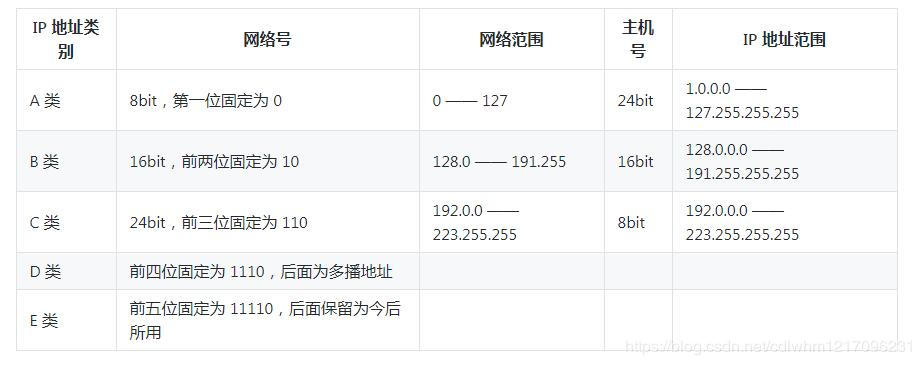 IP 地址类别 网络号 网络范围 主机号 IP 地址范围
A 类 8bit，第一位固定为 0 0 —— 127 24bit 1.0.0.0 —— 127.255.255.255
B 类 16bit，前两位固定为 10 128.0 —— 191.255 16bit 128.0.0.0 —— 191.255.255.255
C 类 24bit，前三位固定为 110 192.0.0 —— 223.255.255 8bit 192.0.0.0 —— 223.255.255.255
D 类 前四位固定为 1110，后面为多播地址
E 类 前五位固定为 11110，后面保留为今后所用
https://blog.csdn.net/cdlwhm1217096231